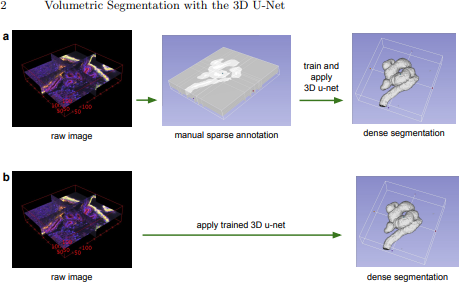 2 Volumetric Segmentation with the 3D U-Net
a
train and
apply
3D u-net
raw image
manual sparse annotation
dense segmentation
b
apply trained 3D u-net
raw image
dense segmentation